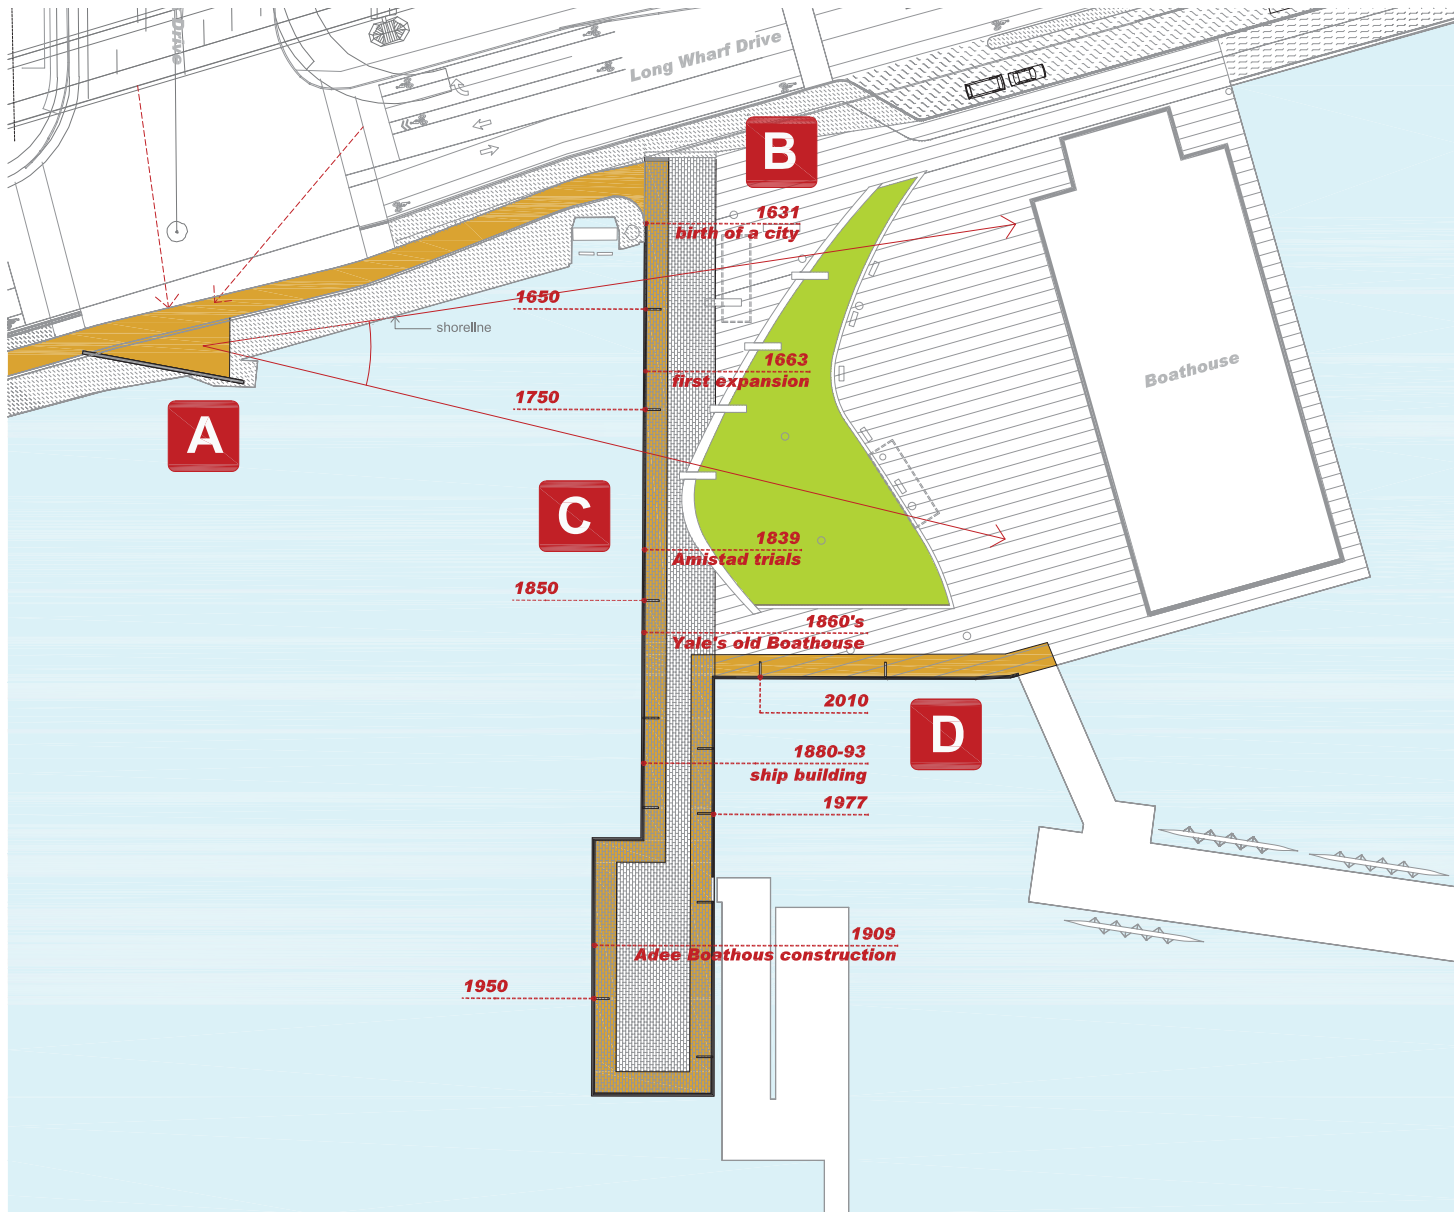 Drive
Long Wharf Drive
B
1631
birth of a city
1650
shoreline
1663
first expansion
Boathouse
1750
A
C
1839
Amistad trials
1850
1860's
Yale's old Boathouse
2010
D
1880-93
ship building
1977
1909
Adee Boathous construction
1950